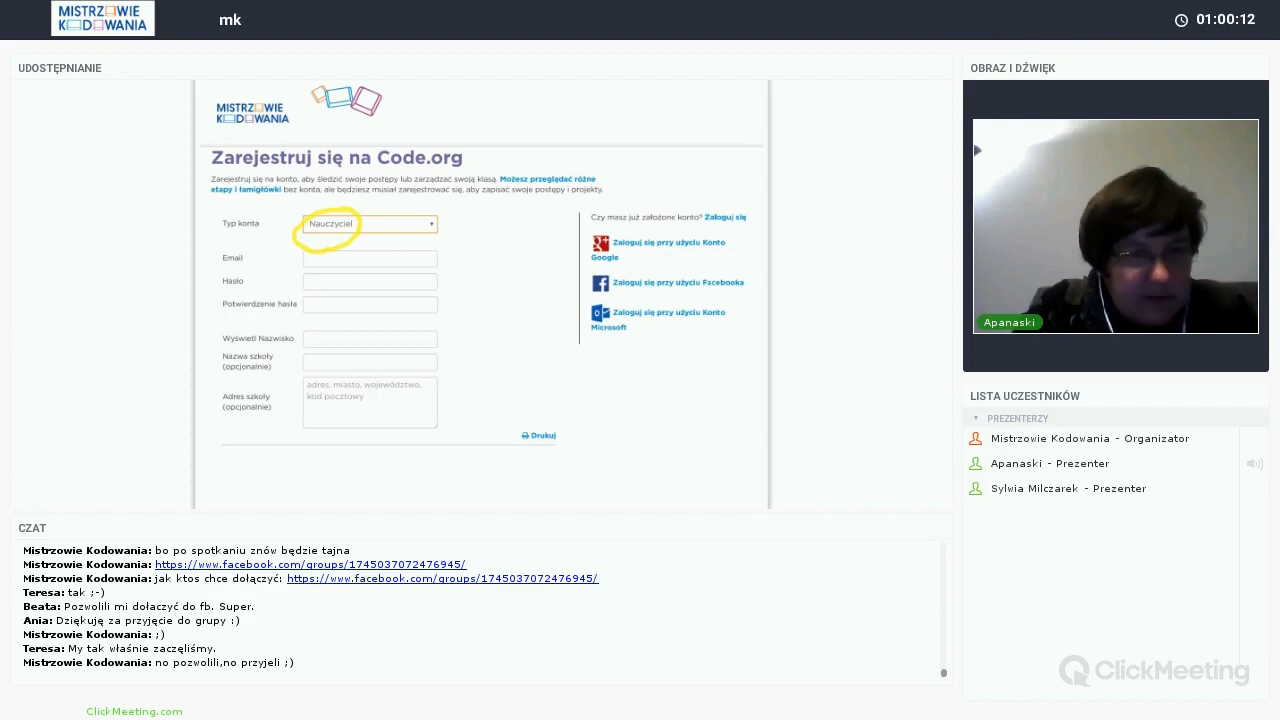 MISTRZOWIE
KODOWANIA
mk
01:00:12
UDOSTĘPNIANIE
MISTRZOWIE
KODOWANIA
Zarejestruj się na Code.org
Zarejestruj się na konto, aby śledzić swoje postępy lub zarządzać swoją klasą. Możesz przeglądać różne
etapy i łamigłówki bez konta, ale będziesz musiał zarejestrować się, aby zapisać swoje postępy i projekty.
Typ konta
Nauczyciel
Email
Hasło
Potwierdzenie hasła
Wyświetl Nazwisko
Nazwa szkoły
(opcjonalnie)
Adres szkoły
(opcjonalnie)
adres, miasto, województwo,
kod pocztowy
Drukuj
Czy masz już założone konto? Zaloguj się
Zaloguj się przy użyciu Konto
Google
Zaloguj się przy użyciu Facebooka
Zaloguj się przy użyciu Konto
Microsoft
CZAT
Mistrzowie Kodowania: bo po spotkaniu znów będzie tajna
Mistrzowie Kodowania: https://www.facebook.com/groups/1745037072476945/
Mistrzowie Kodowania: jak ktos chce dołączyć: https://www.facebook.com/groups/1745037072476945/
Teresa: tak ;-)
Beata: Pozwolili mi dołaczyć do fb. Super.
Ania: Dziękuję za przyjęcie do grupy :)
Mistrzowie Kodowania: ;)
Teresa: My tak właśnie zaczęliśmy.
Mistrzowie Kodowania: no pozwolili,no przyjeli ;)
ClickMeeting.com
OBRAZ I DŹWIĘK
Apanaski
LISTA UCZESTNIKÓW
PREZENTERZY
Mistrzowie Kodowania - Organizator
Apanaski - Prezenter
Sylwia Milczarek - Prezenter
ClickMeeting